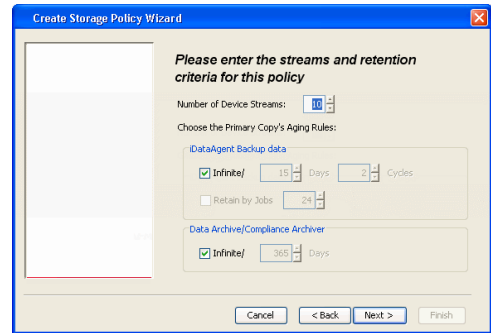 Create Storage Policy Wizard
Please enter the streams and retention
criteria for this policy
Number of Device Streams: 10
Choose the Primary Copy's Aging Rules:
iDataAgent Backup data
Infinite/ 15 Days 2 Cycles
Retain by Jobs 24
Data Archive/Compliance Archiver
Infinite/ 365 Days
Cancel < Back Next > Finish